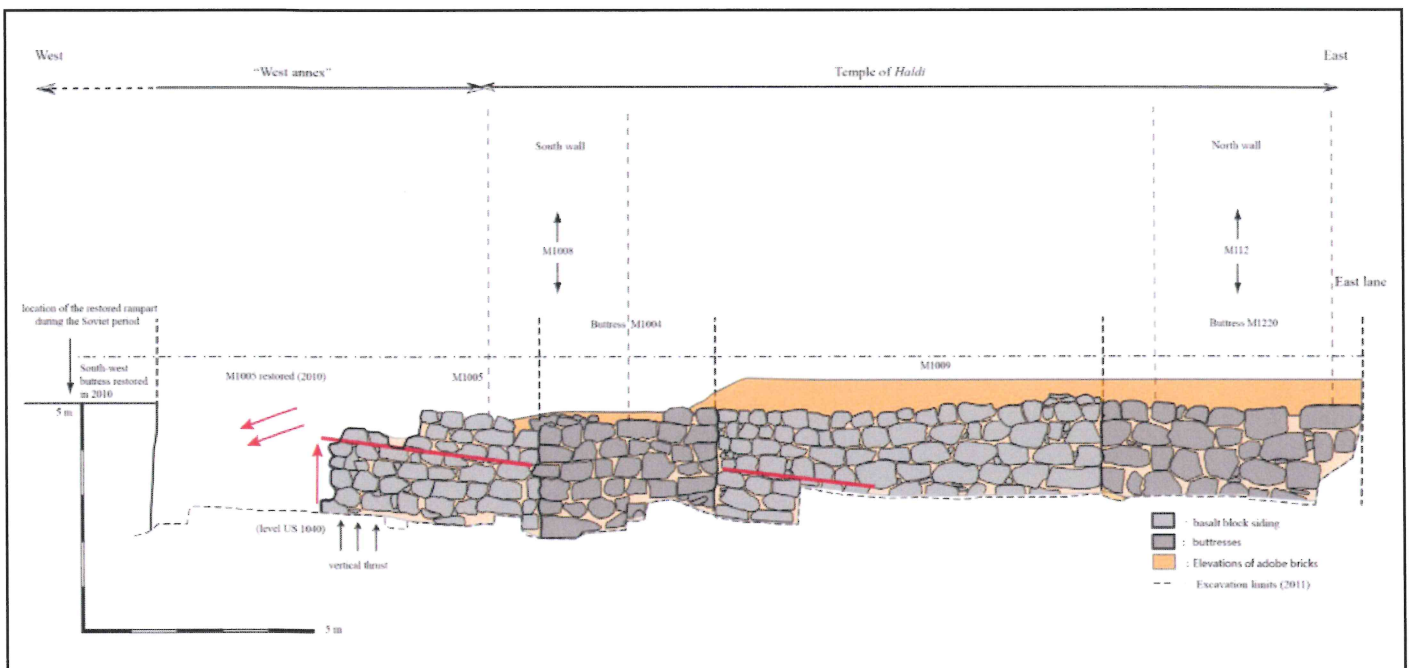 West
East
"West annex"
Temple of Haldi
South wall
North wall
M1008
M112
East lane
location of the restored rampart
during the Soviet period
Buttress M1004
Buttress M1220
South-west
buttress restored
in 2010
M1005 restored (2010)
M1005
M1009
5 m
(level US 1040)
vertical thrust
: basalt block siding
: buttresses
: Elevations of adobe bricks
Excavation limits (2011)
5 m